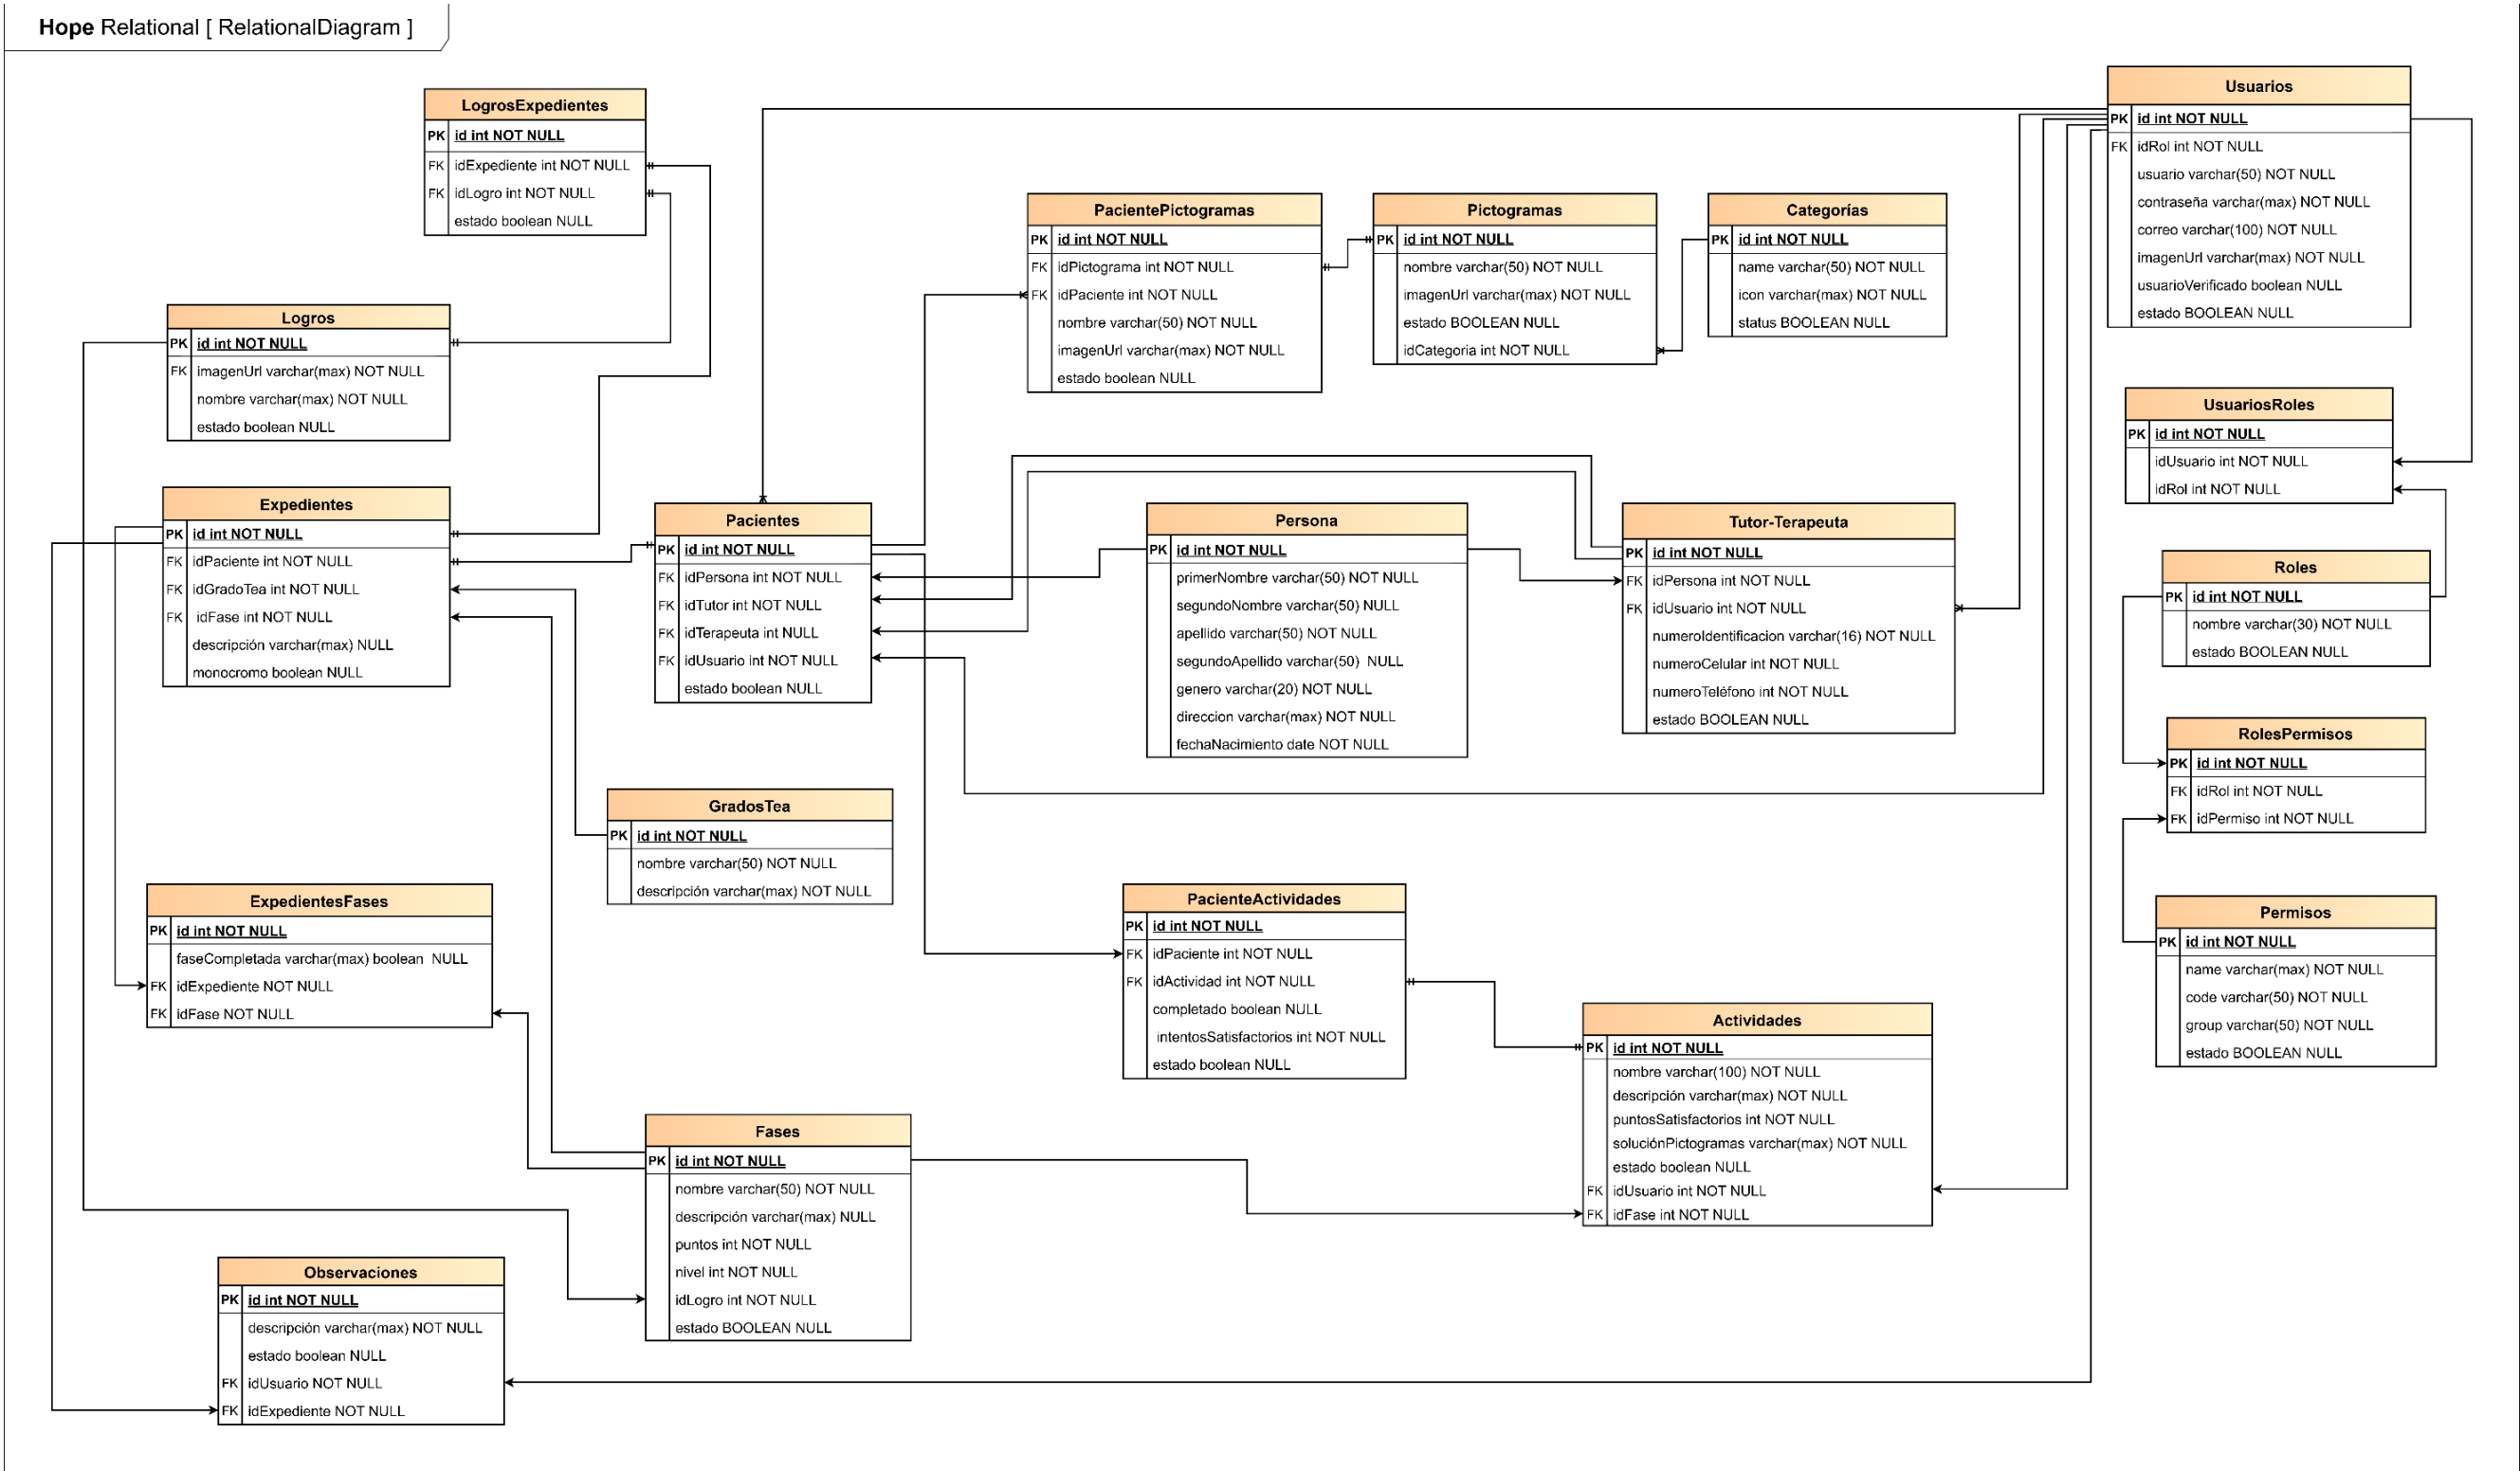 Hope Relational [ RelationalDiagram ]
LogrosExpedientes
PK id int NOT NULL
FK idExpediente int NOT NULL
FK idLogro int NOT NULL
estado boolean NULL
Logros
PK id int NOT NULL
FK imagenUrl varchar(max) NOT NULL
nombre varchar(max) NOT NULL
estado boolean NULL
Expedientes
PK id int NOT NULL
FK idPaciente int NOT NULL
FK idGradoTea int NOT NULL
FK idFase int NOT NULL
descripción varchar(max) NULL
monocromo boolean NULL
Pacientes
PK id int NOT NULL
FK idPersona int NOT NULL
FK idTutor int NOT NULL
FK idTerapeuta int NULL
FK idUsuario int NOT NULL
estado boolean NULL
PacientePictogramas
PK id int NOT NULL
FK idPictograma int NOT NULL
FK idPaciente int NOT NULL
nombre varchar(50) NOT NULL
imagenUrl varchar(max) NOT NULL
estado boolean NULL
Pictogramas
PK id int NOT NULL
nombre varchar(50) NOT NULL
imagenUrl varchar(max) NOT NULL
estado BOOLEAN NULL
idCategoria int NOT NULL
Categorías
PK id int NOT NULL
name varchar(50) NOT NULL
icon varchar(max) NOT NULL
status BOOLEAN NULL
Usuarios
PK id int NOT NULL
FK idRol int NOT NULL
usuario varchar(50) NOT NULL
contraseña varchar(max) NOT NULL
correo varchar(100) NOT NULL
imagenUrl varchar(max) NOT NULL
usuarioVerificado boolean NULL
estado BOOLEAN NULL
UsuariosRoles
PK id int NOT NULL
idUsuario int NOT NULL
idRol int NOT NULL
Persona
PK id int NOT NULL
primerNombre varchar(50) NOT NULL
segundoNombre varchar(50) NULL
apellido varchar(50) NOT NULL
segundoApellido varchar(50) NULL
genero varchar(20) NOT NULL
direccion varchar(max) NOT NULL
fechaNacimiento date NOT NULL
Tutor-Terapeuta
PK id int NOT NULL
FK idPersona int NOT NULL
FK idUsuario int NOT NULL
numeroIdentificacion varchar(16) NOT NULL
numeroCelular int NOT NULL
numeroTeléfono int NOT NULL
estado BOOLEAN NULL
Roles
PK id int NOT NULL
nombre varchar(30) NOT NULL
estado BOOLEAN NULL
RolesPermisos
PK id int NOT NULL
FK idRol int NOT NULL
FK idPermiso int NOT NULL
Permisos
PK id int NOT NULL
name varchar(max) NOT NULL
code varchar(50) NOT NULL
group varchar(50) NOT NULL
estado BOOLEAN NULL
GradosTea
PK id int NOT NULL
nombre varchar(50) NOT NULL
descripción varchar(max) NOT NULL
ExpedientesFases
PK id int NOT NULL
faseCompletada varchar(max) boolean NULL
FK idExpediente NOT NULL
FK idFase NOT NULL
PacienteActividades
PK id int NOT NULL
FK idPaciente int NOT NULL
FK idActividad int NOT NULL
completado boolean NULL
intentosSatisfactorios int NOT NULL
estado boolean NULL
Actividades
PK id int NOT NULL
nombre varchar(100) NOT NULL
descripción varchar(max) NOT NULL
puntosSatisfactorios int NOT NULL
soluciónPictogramas varchar(max) NOT NULL
estado boolean NULL
FK idUsuario int NOT NULL
FK idFase int NOT NULL
Fases
PK id int NOT NULL
nombre varchar(50) NOT NULL
descripción varchar(max) NULL
puntos int NOT NULL
nivel int NOT NULL
idLogro int NOT NULL
estado BOOLEAN NULL
Observaciones
PK id int NOT NULL
descripción varchar(max) NOT NULL
estado boolean NULL
FK idUsuario NOT NULL
FK idExpediente NOT NULL